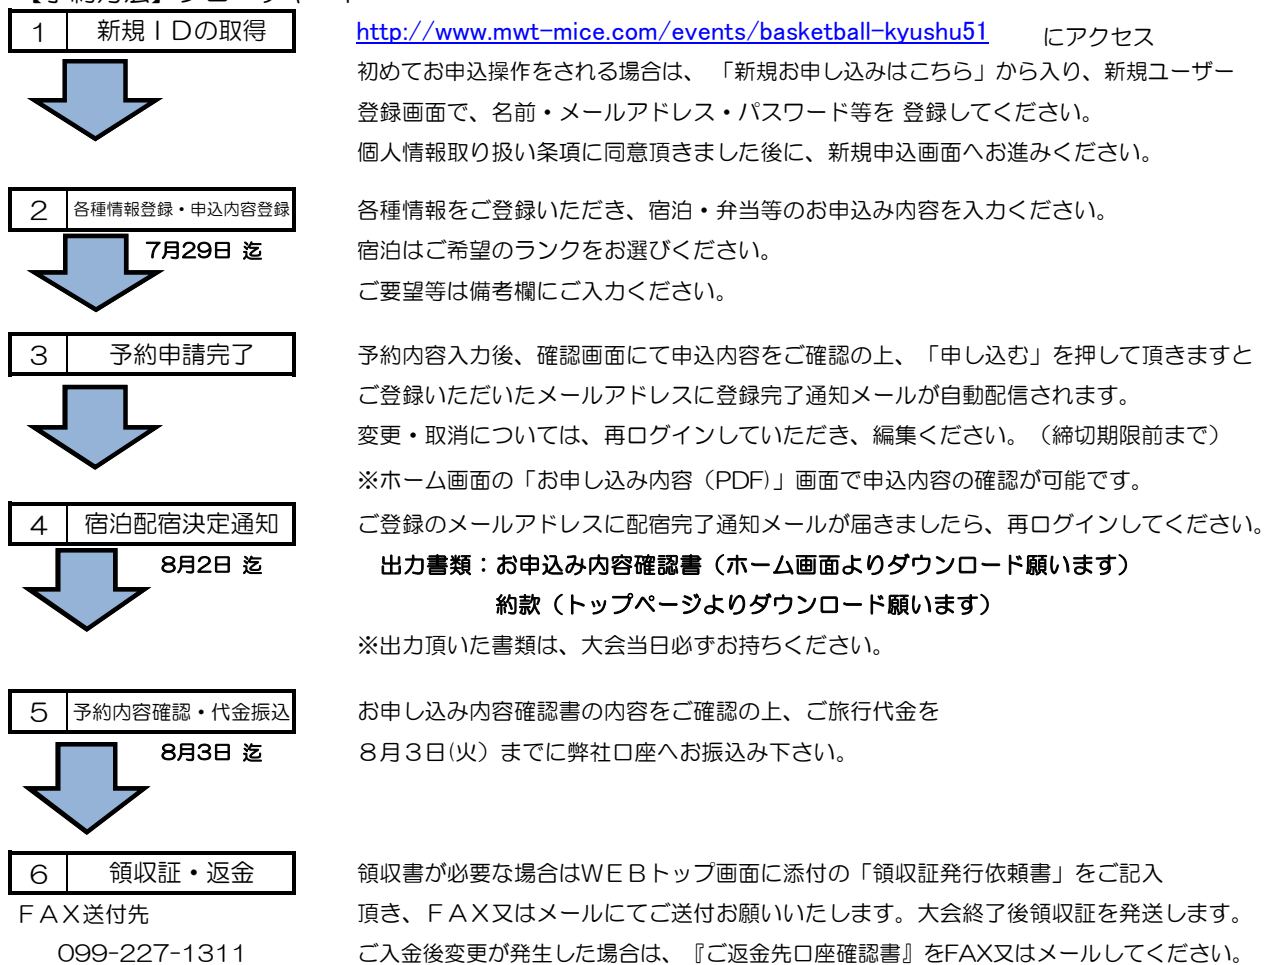 １ 新規ＩＤの取得 http://www.mwt-mice.com/events/basketball-kyushu51 にアクセス
初めてお申込操作をされる場合は、「新規お申し込みはこちら」から入り、新規ユーザー
登録画面で、名前・メールアドレス・パスワード等を 登録してください。
個人情報取り扱い条項に同意頂きました後に、新規申込画面へお進みください。
２ 各種情報登録・申込内容登録 各種情報をご登録いただき、宿泊・弁当等のお申込み内容を入力ください。
7月29日 迄 宿泊はご希望のランクをお選びください。
ご要望等は備考欄にご入力ください。
３ 予約申請完了 予約内容入力後、確認画面にて申込内容をご確認の上、「申し込む」を押して頂きますと
ご登録いただいたメールアドレスに登録完了通知メールが自動配信されます。
変更・取消については、再ログインしていただき、編集ください。（締切期限前まで）
※ホーム画面の「お申し込み内容（PDF)」画面で申込内容の確認が可能です。
４ 宿泊配宿決定通知 ご登録のメールアドレスに配宿完了通知メールが届きましたら、再ログインしてください。
8月2日 迄 出力書類：お申込み内容確認書（ホーム画面よりダウンロード願います）
約款（トップページよりダウンロード願います）
※出力頂いた書類は、大会当日必ずお持ちください。
５ 予約内容確認・代金振込 お申し込み内容確認書の内容をご確認の上、ご旅行代金を
8月3日 迄 ８月３日(火）までに弊社口座へお振込み下さい。
６ 領収証・返金 領収書が必要な場合はＷＥＢトップ画面に添付の「領収証発行依頼書」をご記入
ＦＡＸ送付先 頂き、ＦＡＸ又はメールにてご送付お願いいたします。大会終了後領収証を発送します。
099-227-1311 ご入金後変更が発生した場合は、『ご返金先口座確認書』をFAX又はメールしてください。